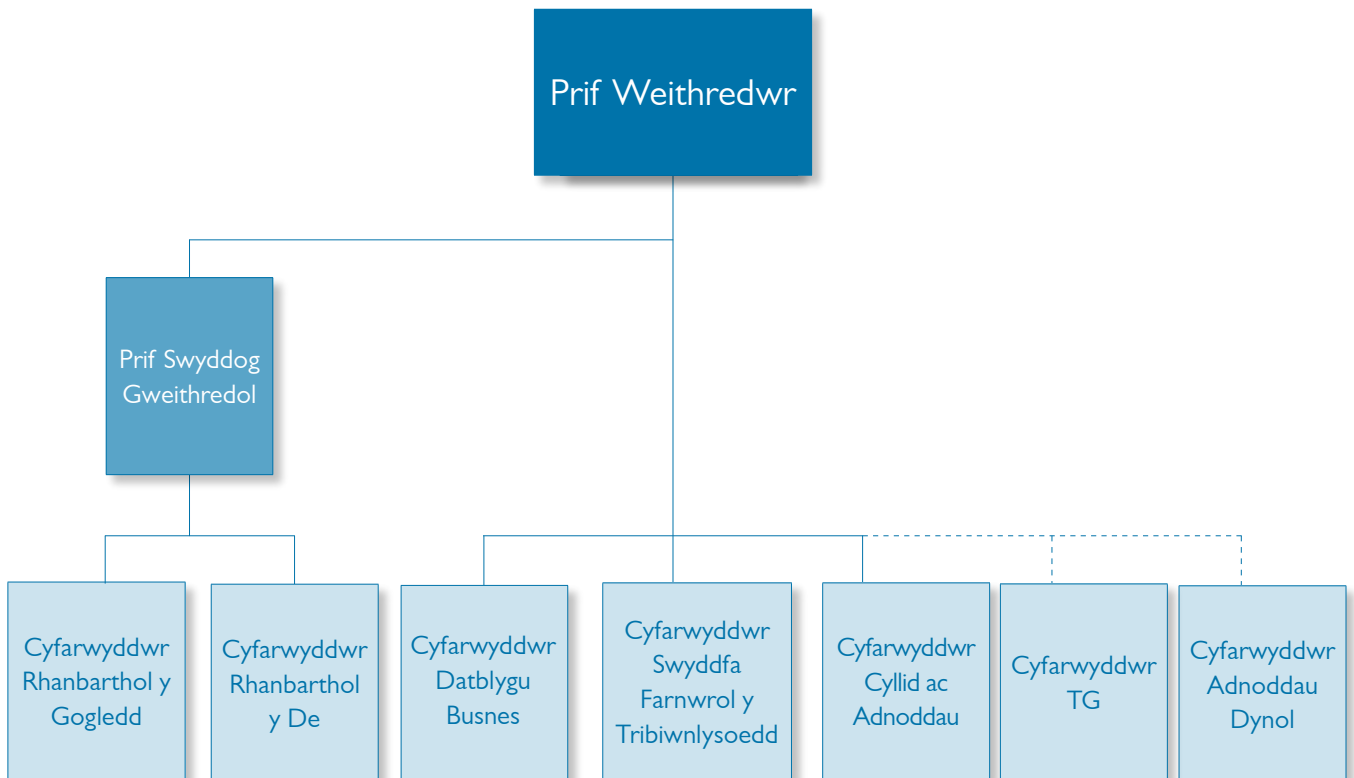 Prif Weithredwr
Prif Swyddog
Gweithredol
Cyfarwyddwr
Rhanbarthol y
Gogledd
Cyfarwyddwr
Rhanbarthol
y De
Cyfarwyddwr
Datblygu
Busnes
Cyfarwyddwr
Swyddfa
Farnwrol y
Tribiwnlysoedd
Cyfarwyddwr
Cyllid ac
Adnoddau
Cyfarwyddwr
TG
Cyfarwyddwr
Adnoddau
Dynol